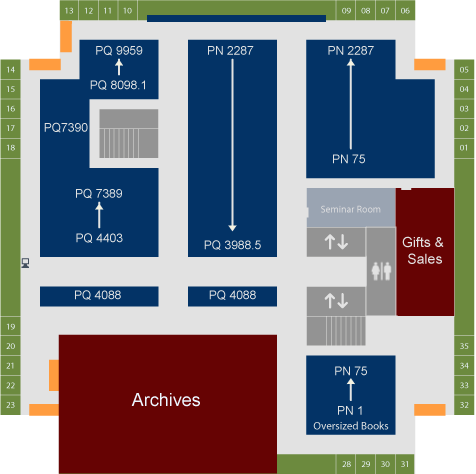 13 12 11 10
09 08 07 06
PQ 9959
PQ 8098.1
PN 2287
PN 2287
14
15
16
17
18
05
04
03
02
01
PQ7390
PN 75
PQ 7389
PQ 4403
PQ 3988.5
Seminar Room
Gifts &
Sales
PQ 4088
PQ 4088
19
20
21
22
23
35
34
33
32
Archives
PN 75
PN 1
Oversized Books
28 29 30 31